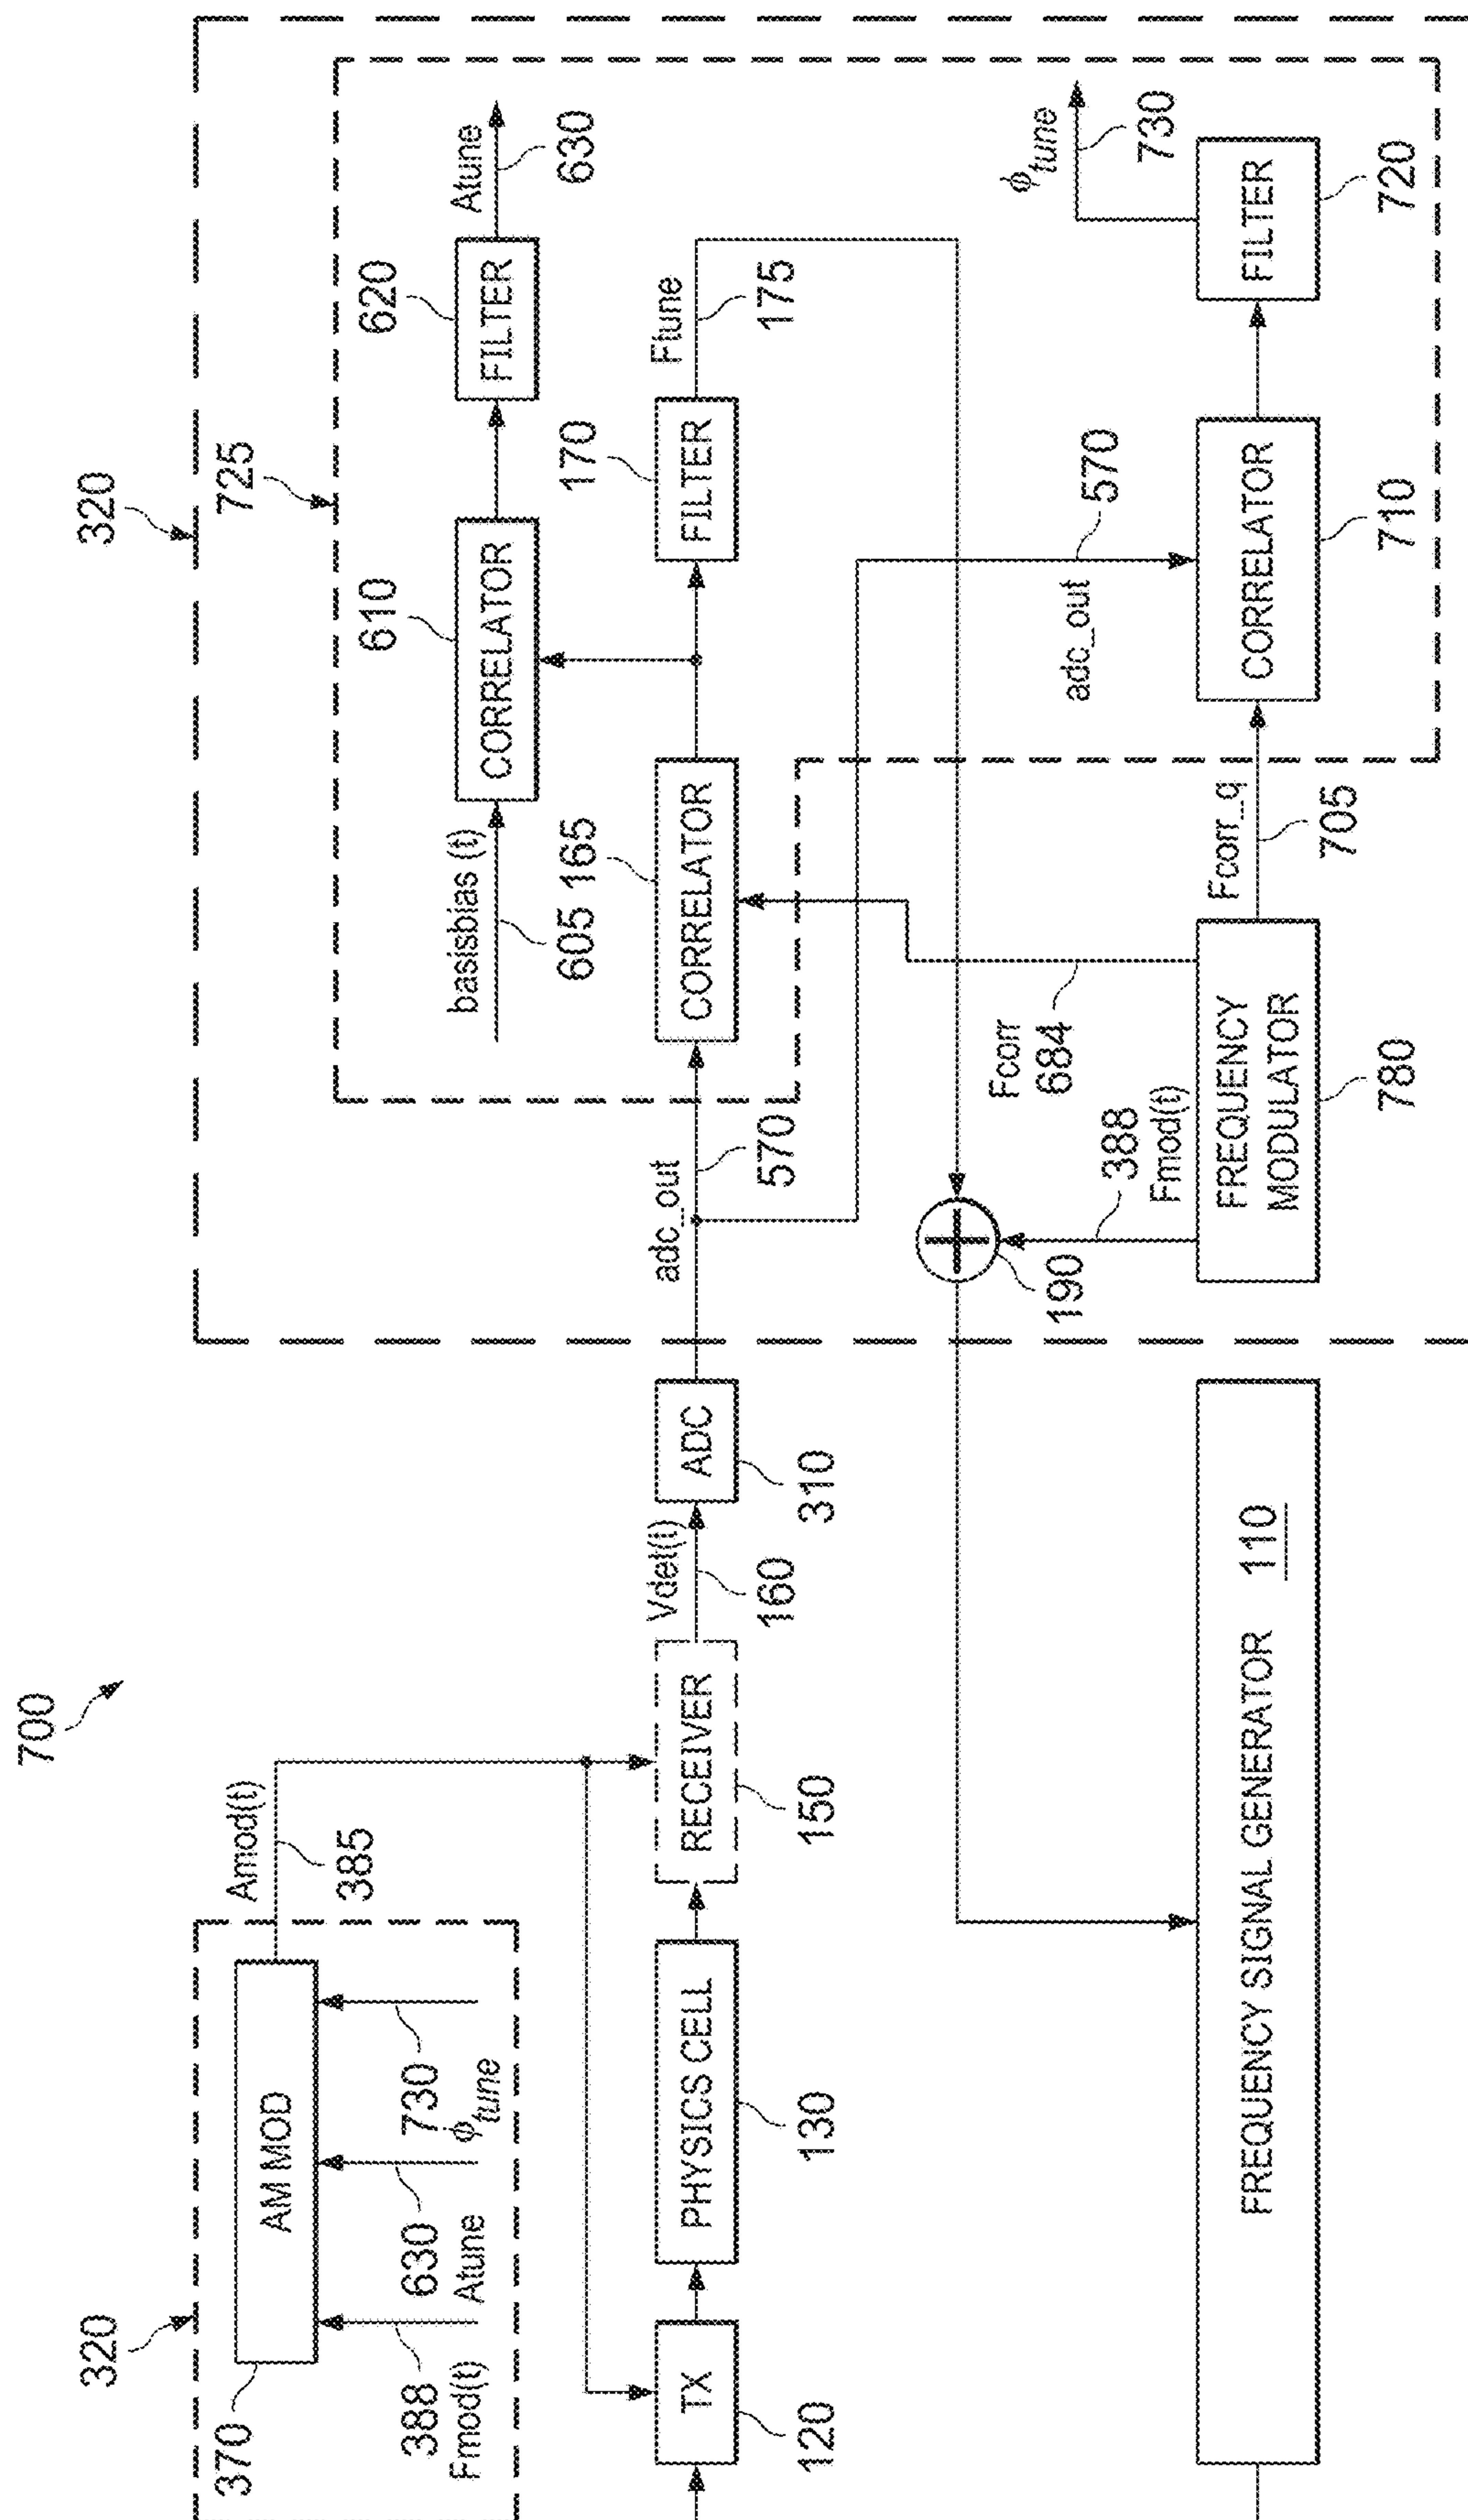 700
320
370
AM MOD
388
Fmod(t)
630
Atune
730
ϕtune
Amod(t)
385
TX
120
PHYSICS CELL
130
RECEIVER
150
Vdet(t)
160
ADC
310
320
725
adc_out
570
basisbias (t)
605
CORRELATOR
165
CORRELATOR
610
FILTER
620
Atune
630
FILTER
170
Ftune
175
adc_out
570
190
388
Fmod(t)
Fcorr
684
FREQUENCY
MODULATOR
780
Fcorr_q
705
CORRELATOR
710
FILTER
720
ϕtune
730
FREQUENCY SIGNAL GENERATOR 110